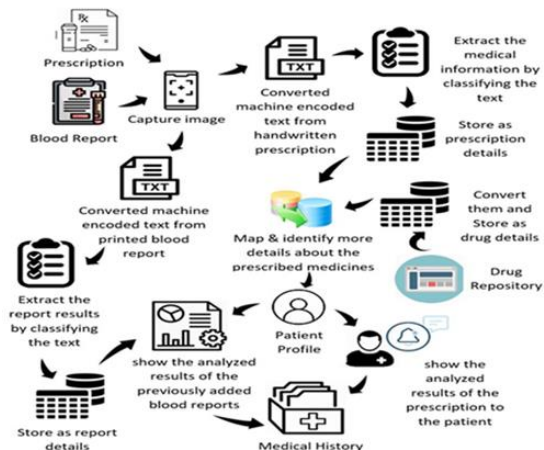 Rx
Prescription
Blood Report
Capture image
TXT
Converted
machine encoded
text from
handwritten
prescription
Extract the
medical
information by
classifying the
text
Store as
prescription
details
TXT
Converted machine
encoded text from
printed blood
report
Map & identify more
details about the
prescribed medicines
Convert
them and
Store as
drug details
Drug
Repository
Extract the
report results
by classifying
the text
Patient
Profile
show the analyzed
results of the
previously added
blood reports
show the
analyzed
results of the
prescription to
the patient
Store as report
details
Medical History